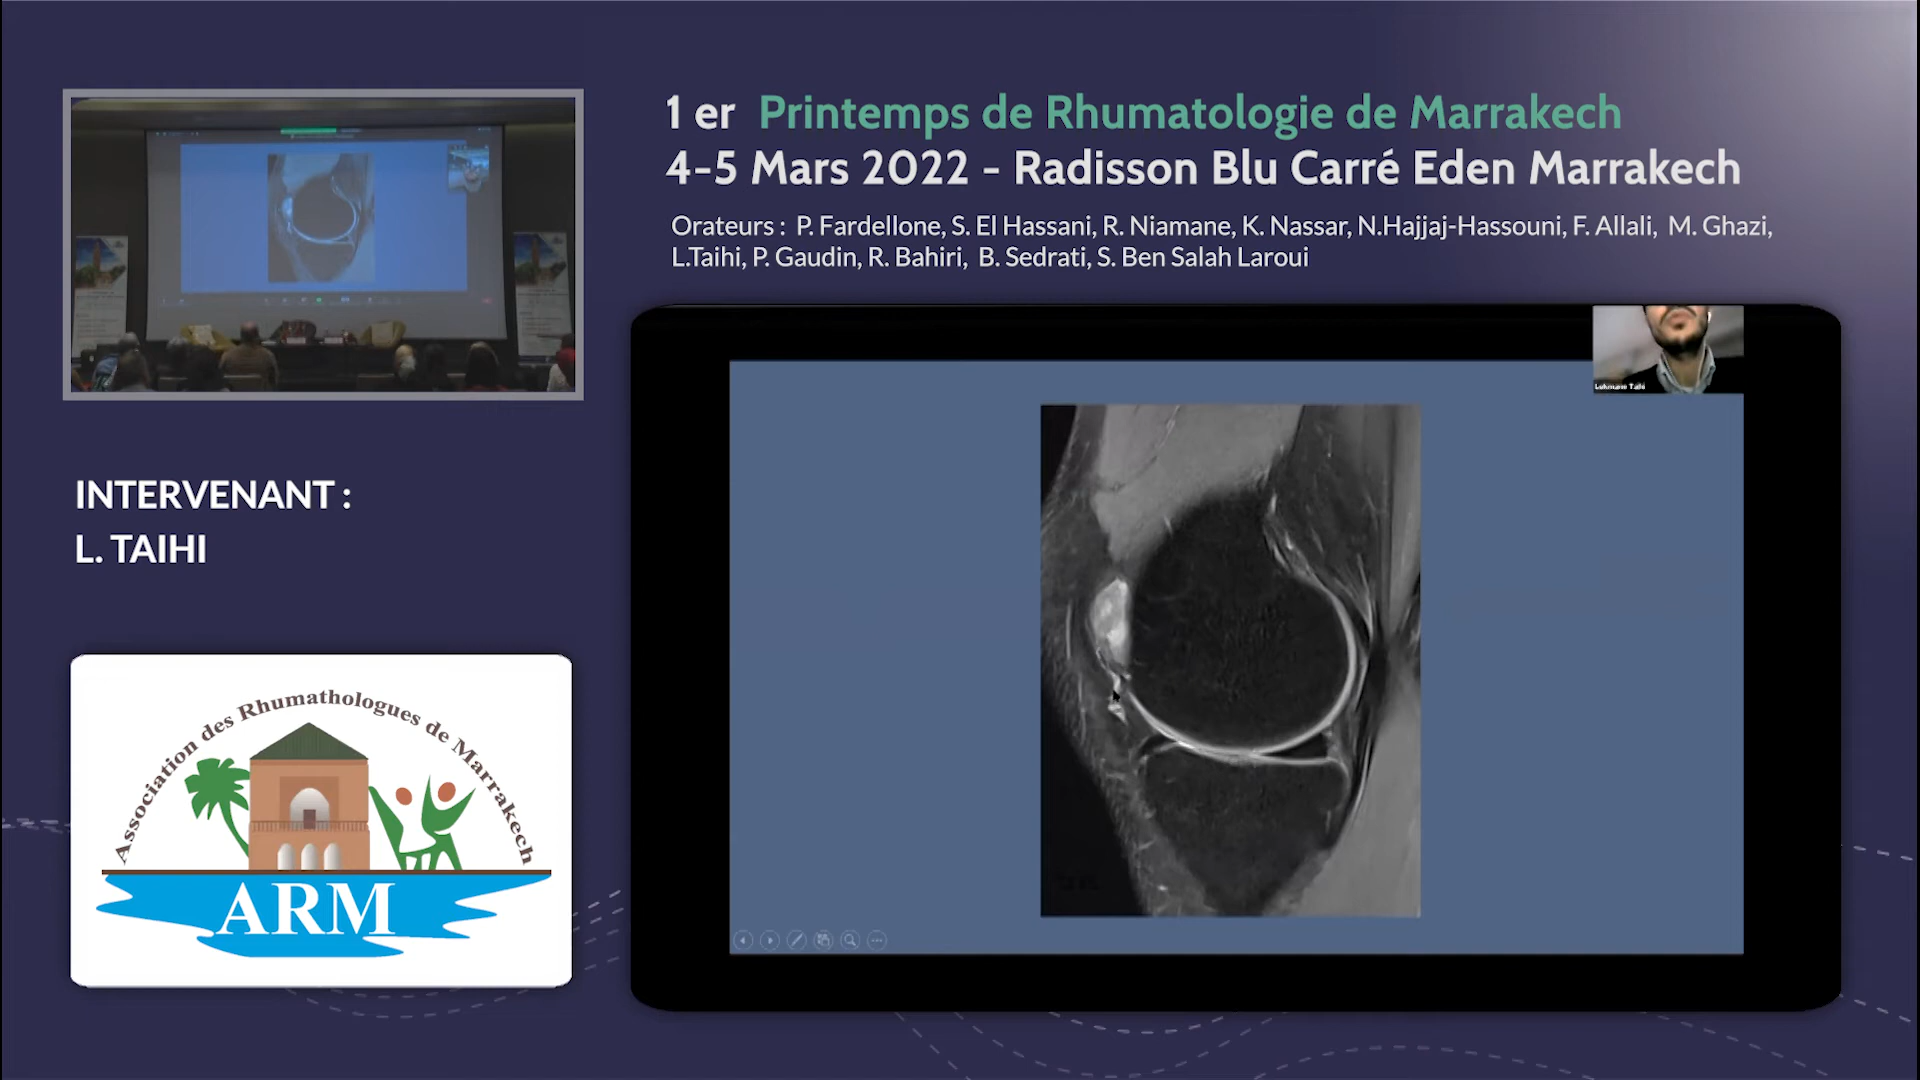 1 er Printemps de Rhumatologie de Marrakech
4-5 Mars 2022 - Radisson Blu Carré Eden Marrakech
Orateurs : P. Fardellone, S. El Hassani, R. Niamane, K. Nassar, N.Hajjaj-Hassouni, F. Allali, M. Ghazi,
L.Taihi, P. Gaudin, R. Bahiri, B. Sedrati, S. Ben Salah Laroui
Lukmane Taihi
INTERVENANT :
L. TAIHI
Association des Rhumathologues de Marrakech
ARM